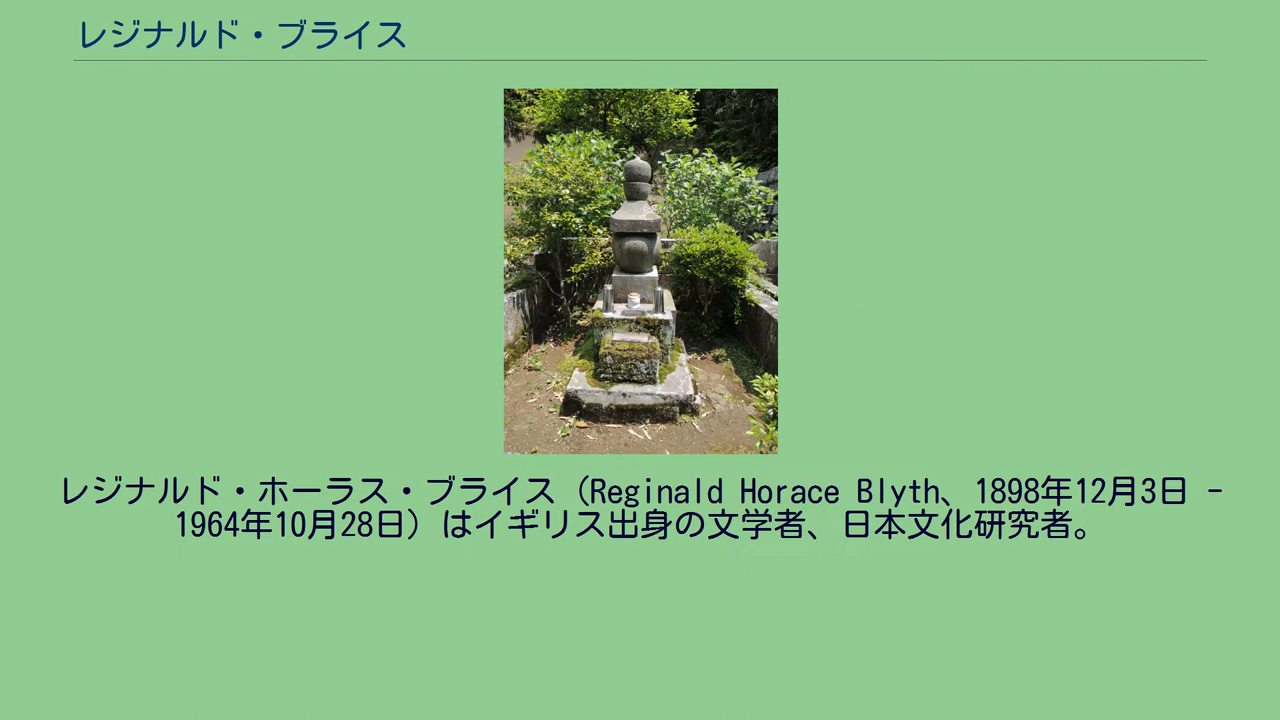 レジナルド・ブライス
レジナルド・ホーラス・ブライス（Reginald Horace Blyth、1898年12月3日 -
1964年10月28日）はイギリス出身の文学者、日本文化研究者。